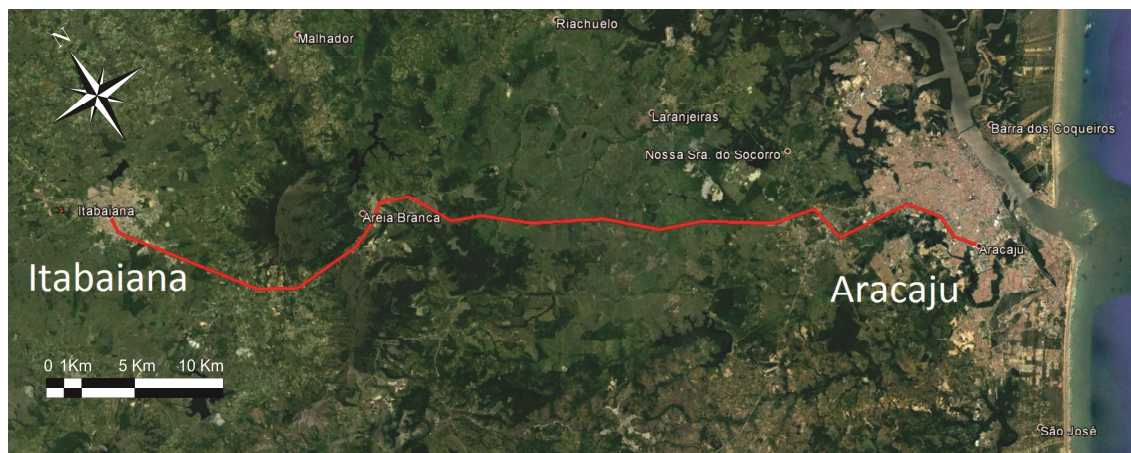 N
Malhador
Riachuelo
Laranjeiras
Barra dos Coqueiros
Nossa Sra. do Socorro
Itabaiana
Areia Branca
Aracaju
Itabaiana
Aracaju
0 1Km 5 Km 10 Km
São José